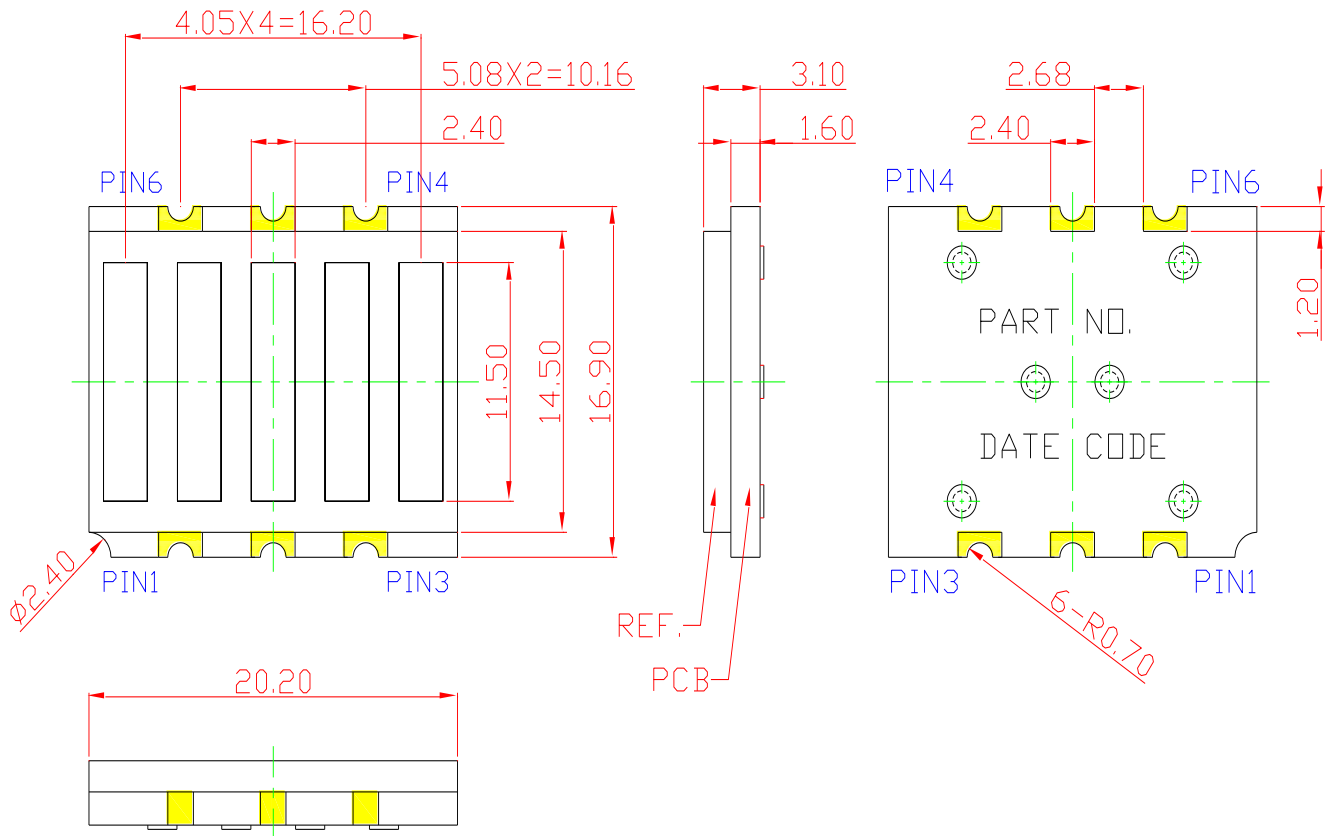 4.05X4=16.20
5.08X2=10.16
2.40
PIN6
PIN4
11.50
14.50
16.90
Ø2.40
PIN1
PIN3
3.10
1.60
REF.
PCB
2.68
2.40
PIN4
PIN6
1.20
PART NO.
DATE CODE
PIN3
PIN1
6-R0.70
20.20